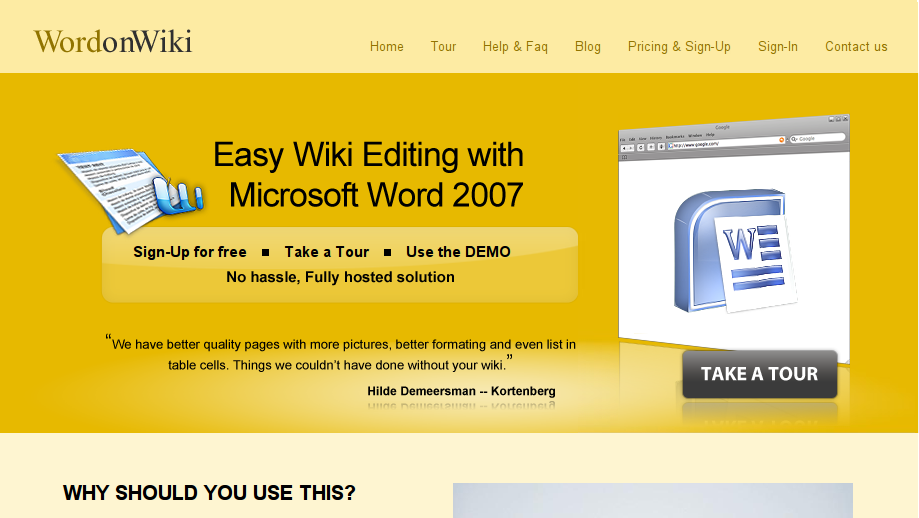 WordonWiki
Home Tour Help & Faq Blog Pricing & Sign-Up Sign-In Contact us
Easy Wiki Editing with
Microsoft Word 2007
Sign-Up for free ■ Take a Tour ■ Use the DEMO
No hassle, Fully hosted solution
“We have better quality pages with more pictures, better formating and even list in
table cells. Things we couldn't have done without your wiki.”
Hilde Demeersman -- Kortenberg
Google
http://www.google.com/
Google
W
TAKE A TOUR
WHY SHOULD YOU USE THIS?